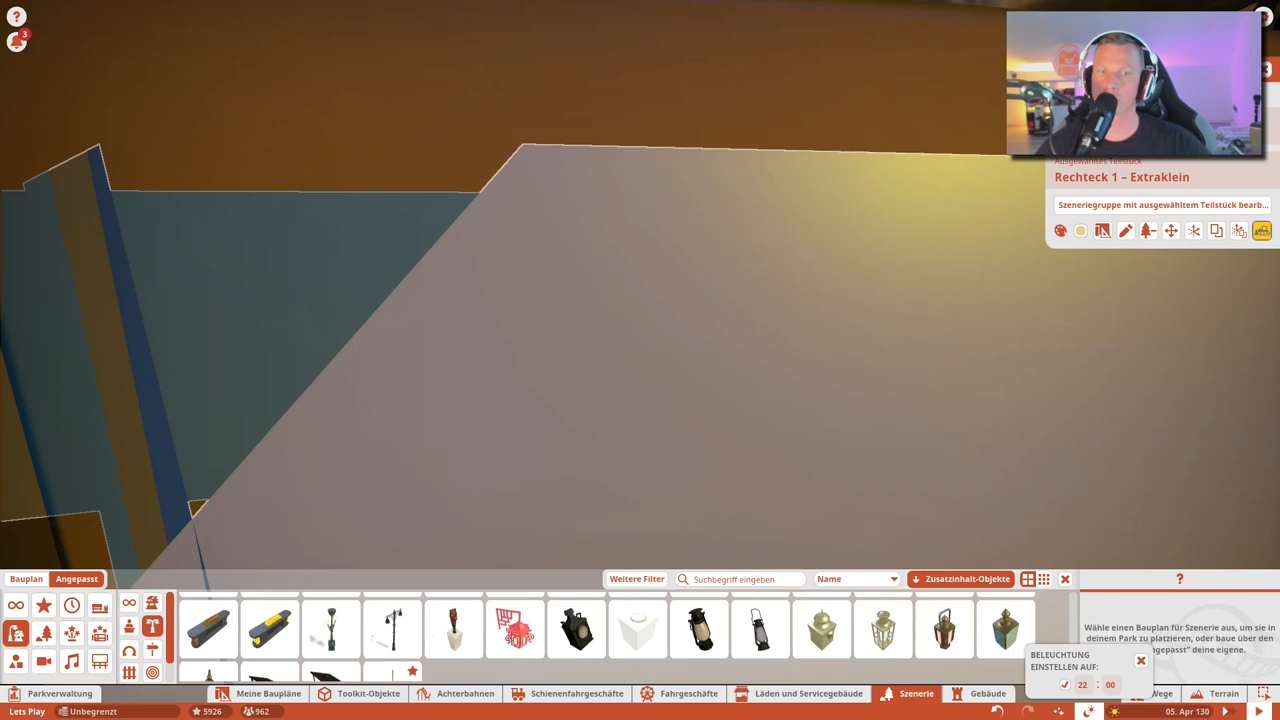 ?
3
Ausgewähltes Teilstück
Rechteck 1 – Extraklein
Szeneriegruppe mit ausgewähltem Teilstück bearb...
Bauplan
Angepasst
Weitere Filter
Suchbegriff eingeben
Name
Zusatzinhalt-Objekte
?
Wähle einen Bauplan für Szenerie aus, um sie in
deinem Park zu platzieren, oder baue über den
deine eigene.
BELEUCHTUNG
EINSTELLEN AUF:
22 : 00
Parkverwaltung
Meine Baupläne
Toolkit-Objekte
Achterbahnen
Schienenfahrgeschäfte
Fahrgeschäfte
Läden und Servicegebäude
Szenerie
Gebäude
Wege
Terrain
Lets Play
Unbegrenzt
5926
962
05. Apr 130